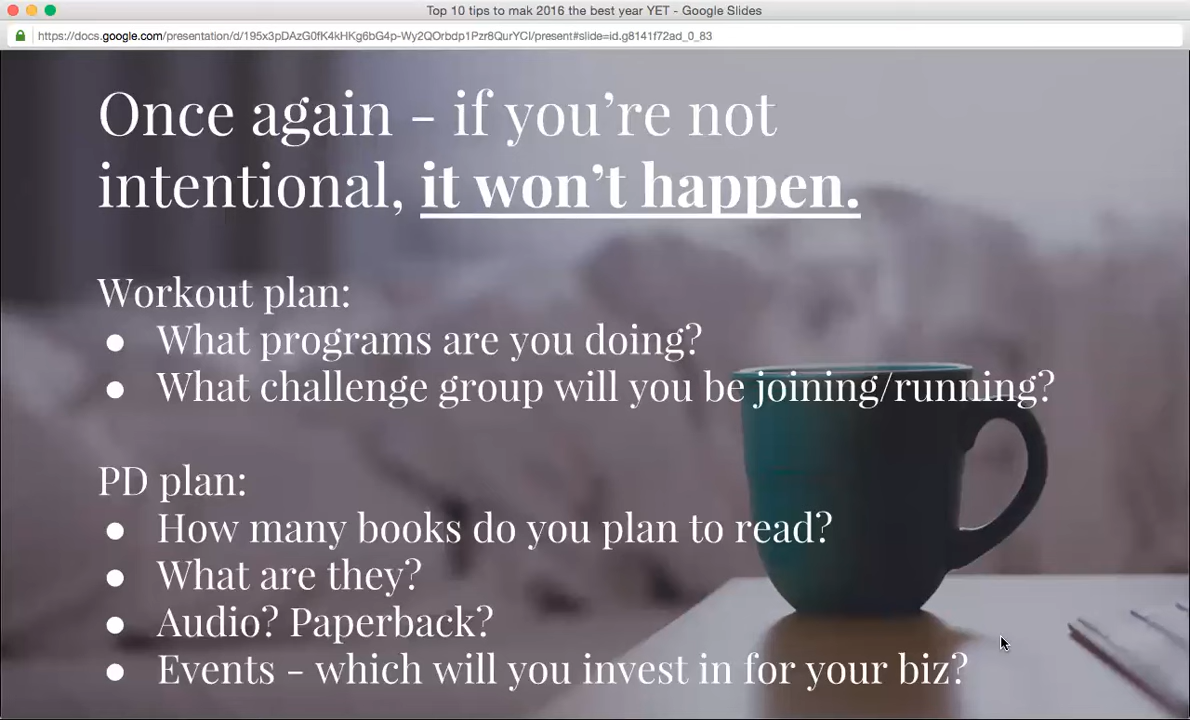 Top 10 tips to mak 2016 the best year YET - Google Slides
https://docs.google.com/presentation/d/195x3pDAzG0fK4kHKg6bG4p-Wy2QOrbdp1Pzr8QurYCI/present#slide=id.g8141f72ad_0_83
Once again - if you’re not
intentional, it won’t happen.
Workout plan:
● What programs are you doing?
● What challenge group will you be joining/running?
PD plan:
● How many books do you plan to read?
● What are they?
● Audio? Paperback?
● Events - which will you invest in for your biz?